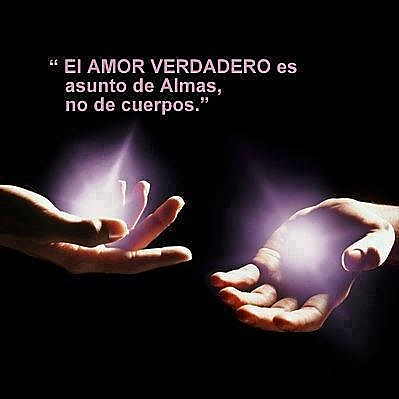 “ El AMOR VERDADERO es
asunto de Almas,
no de cuerpos.”